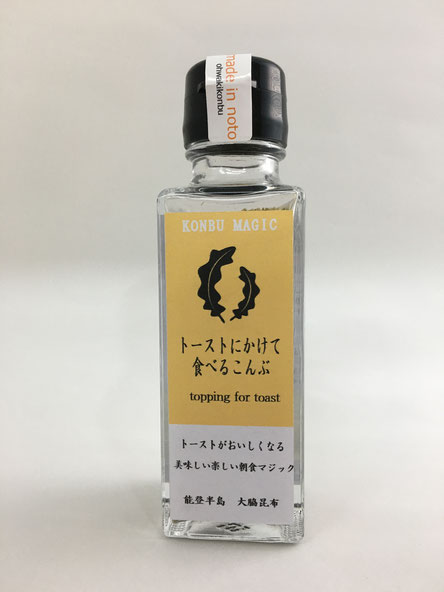 made in noto
ohwakikonbu
KONBU MAGIC
トーストにかけて
食べるこんぶ
topping for toast
トーストがおいしくなる
美味しい楽しい朝食マジック
能登半島 大脇昆布